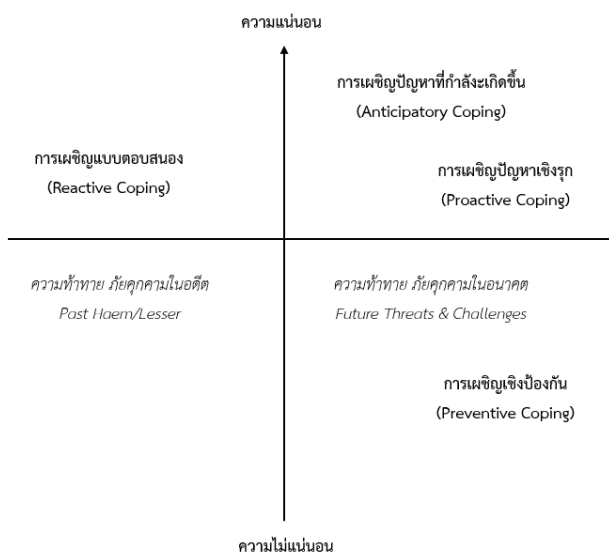 ความแน่นอน
การเผชิญปัญหาที่กำลังะเกิดขึ้น
(Anticipatory Coping)
การเผชิญแบบตอบสนอง
(Reactive Coping)
การเผชิญปัญหาเชิงรุก
(Proactive Coping)
ความท้าทาย ภัยคุกคามในอดีต
Past Haem/Lesser
ความท้าทาย ภัยคุกคามในอนาคต
Future Threats & Challenges
การเผชิญเชิงป้องกัน
(Preventive Coping)
ความไม่แน่นอน